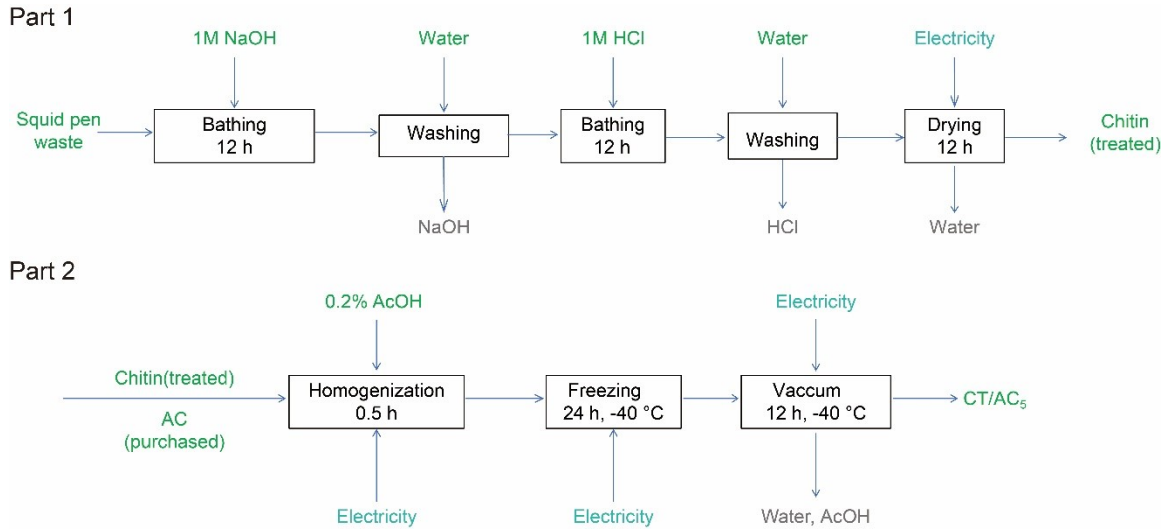 Part 1
1M NaOH
Water
1M HCl
Water
Electricity
Squid pen
waste
Bathing
12 h
Washing
Bathing
12 h
Washing
Drying
12 h
Chitin
(treated)
NaOH
HCl
Water
Part 2
0.2% AcOH
Electricity
Chitin(treated)
AC
(purchased)
Homogenization
0.5 h
Freezing
24 h, -40 °C
Vaccum
12 h, -40 °C
CT/AC₅
Electricity
Electricity
Water, AcOH